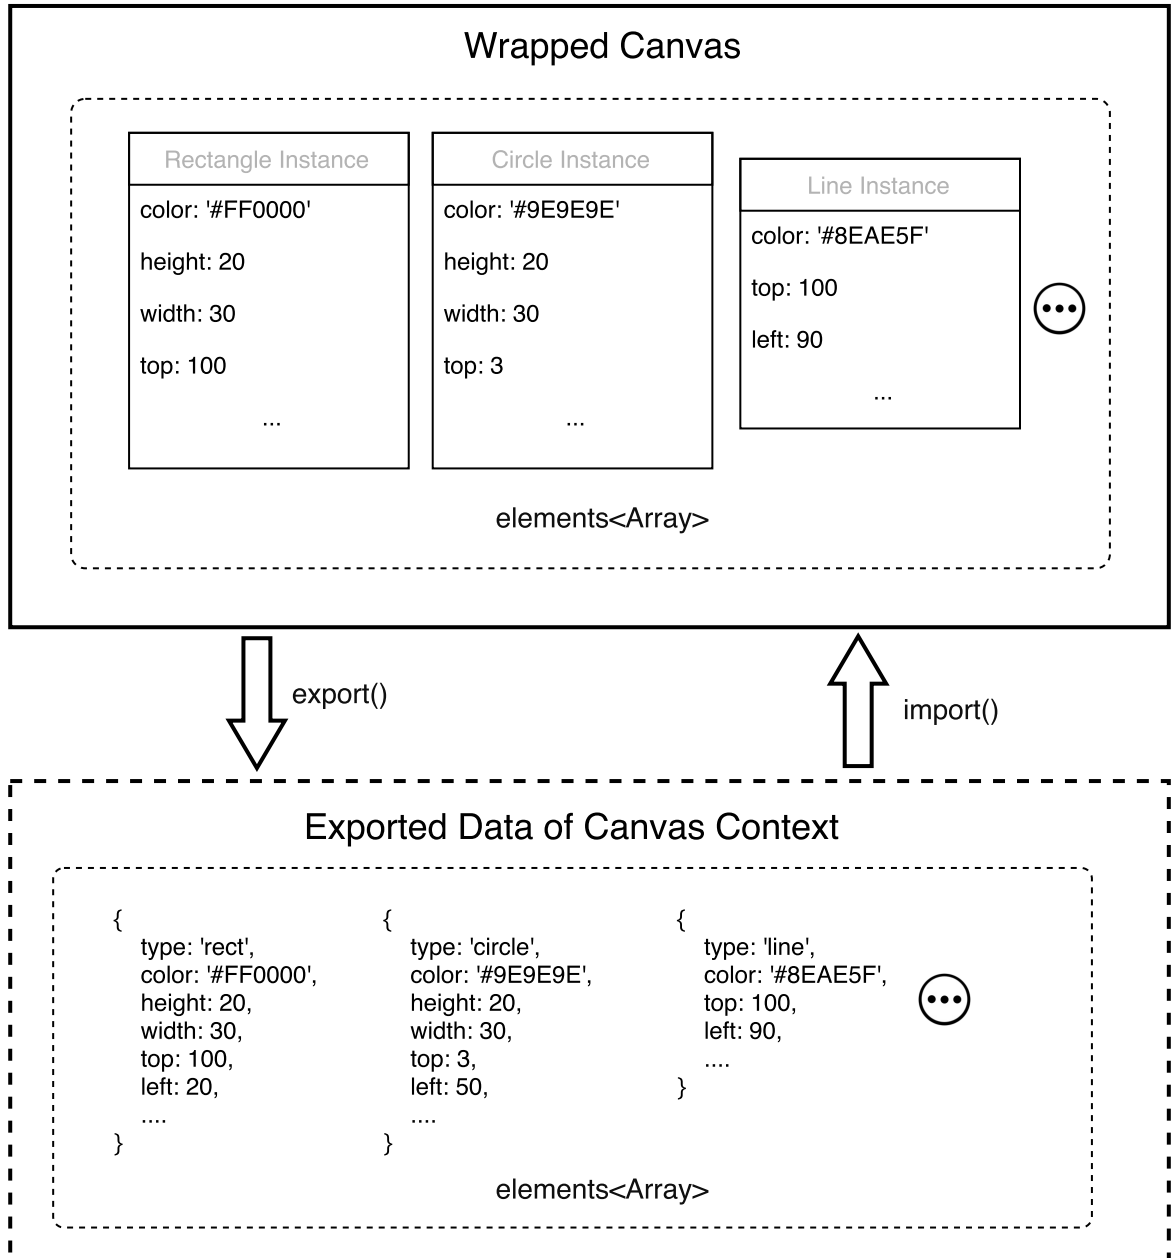 Wrapped Canvas
Rectangle Instance
color: '#FF0000'
height: 20
width: 30
top: 100
...
Circle Instance
color: '#9E9E9E'
height: 20
width: 30
top: 3
...
Line Instance
color: '#8EAE5F'
top: 100
left: 90
...
elements<Array>
export()
import()
Exported Data of Canvas Context
{
type: 'rect',
color: '#FF0000',
height: 20,
width: 30,
top: 100,
left: 20,
....
}
{
type: 'circle',
color: '#9E9E9E',
height: 20,
width: 30,
top: 3,
left: 50,
....
}
{
type: 'line',
color: '#8EAE5F',
top: 100,
left: 90,
....
}
elements<Array>